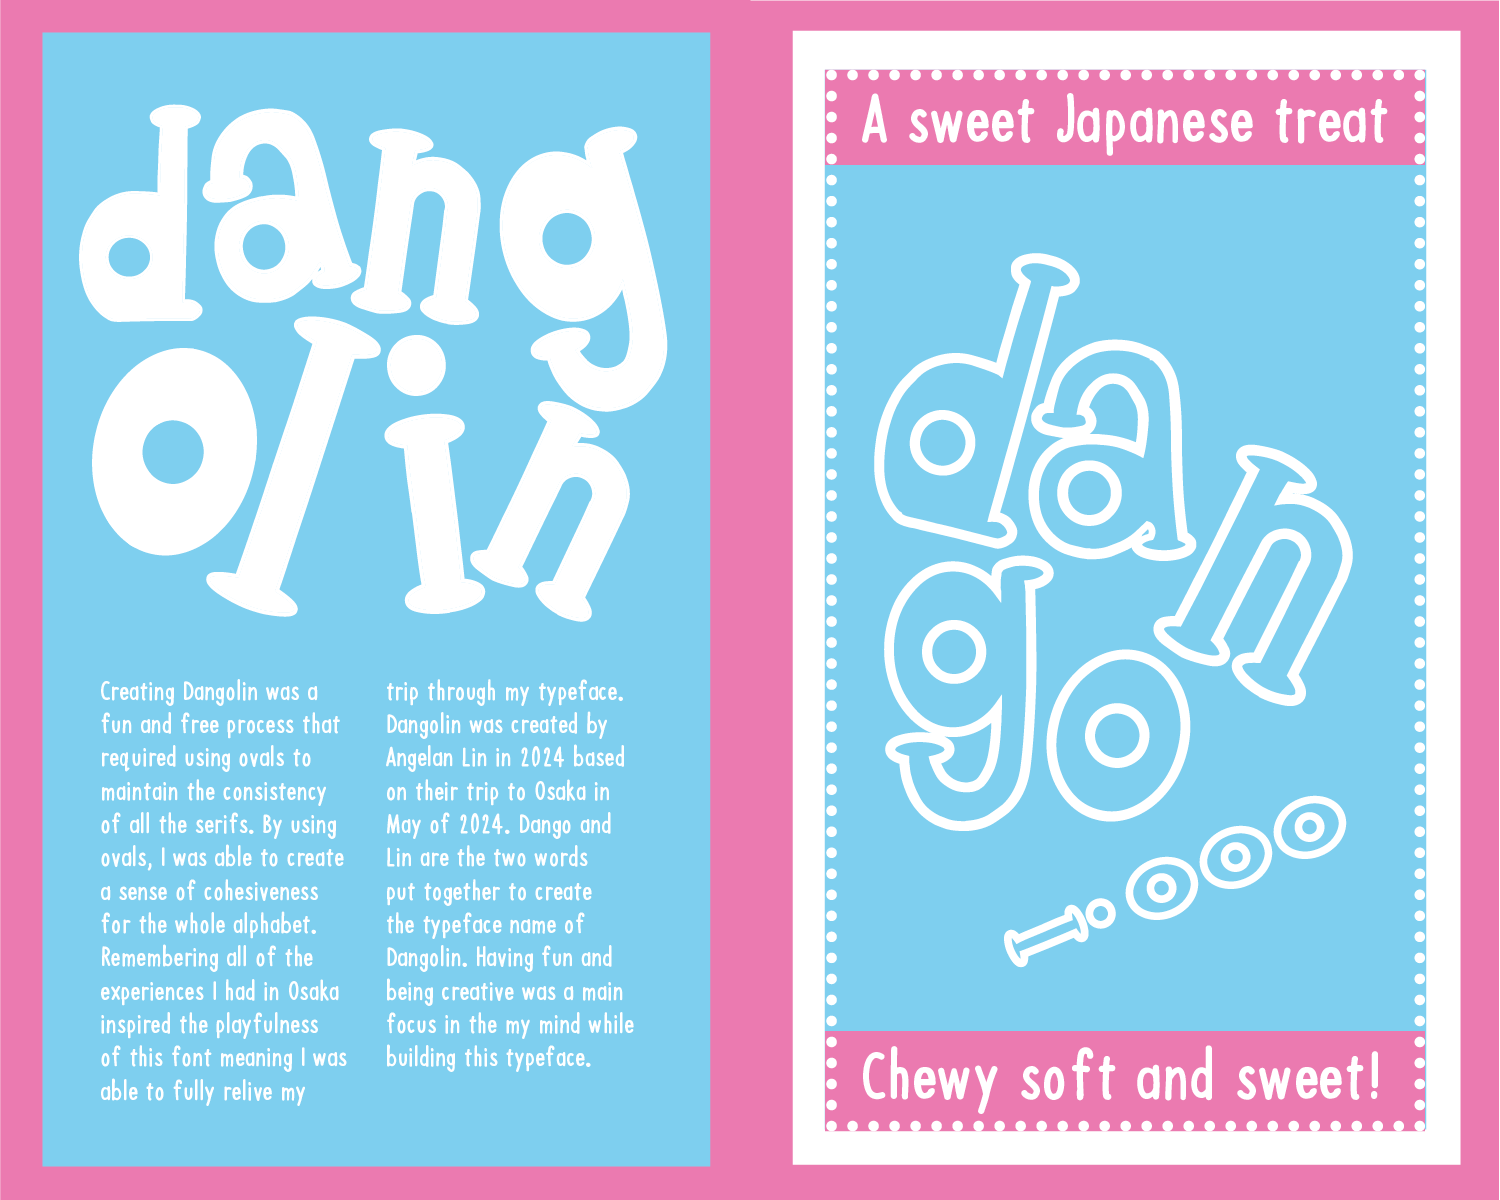 dang
olin
Creating Dangolin was a
fun and free process that
required using ovals to
maintain the consistency
of all the serifs. By using
ovals, I was able to create
a sense of cohesiveness
for the whole alphabet.
Remembering all of the
experiences I had in Osaka
inspired the playfulness
of this font meaning I was
able to fully relive my
trip through my typeface.
Dangolin was created by
Angelan Lin in 2024 based
on their trip to Osaka in
May of 2024. Dango and
Lin are the two words
put together to create
the typeface name of
Dangolin. Having fun and
being creative was a main
focus in the my mind while
building this typeface.
A sweet Japanese treat
dan
go
Chewy soft and sweet!